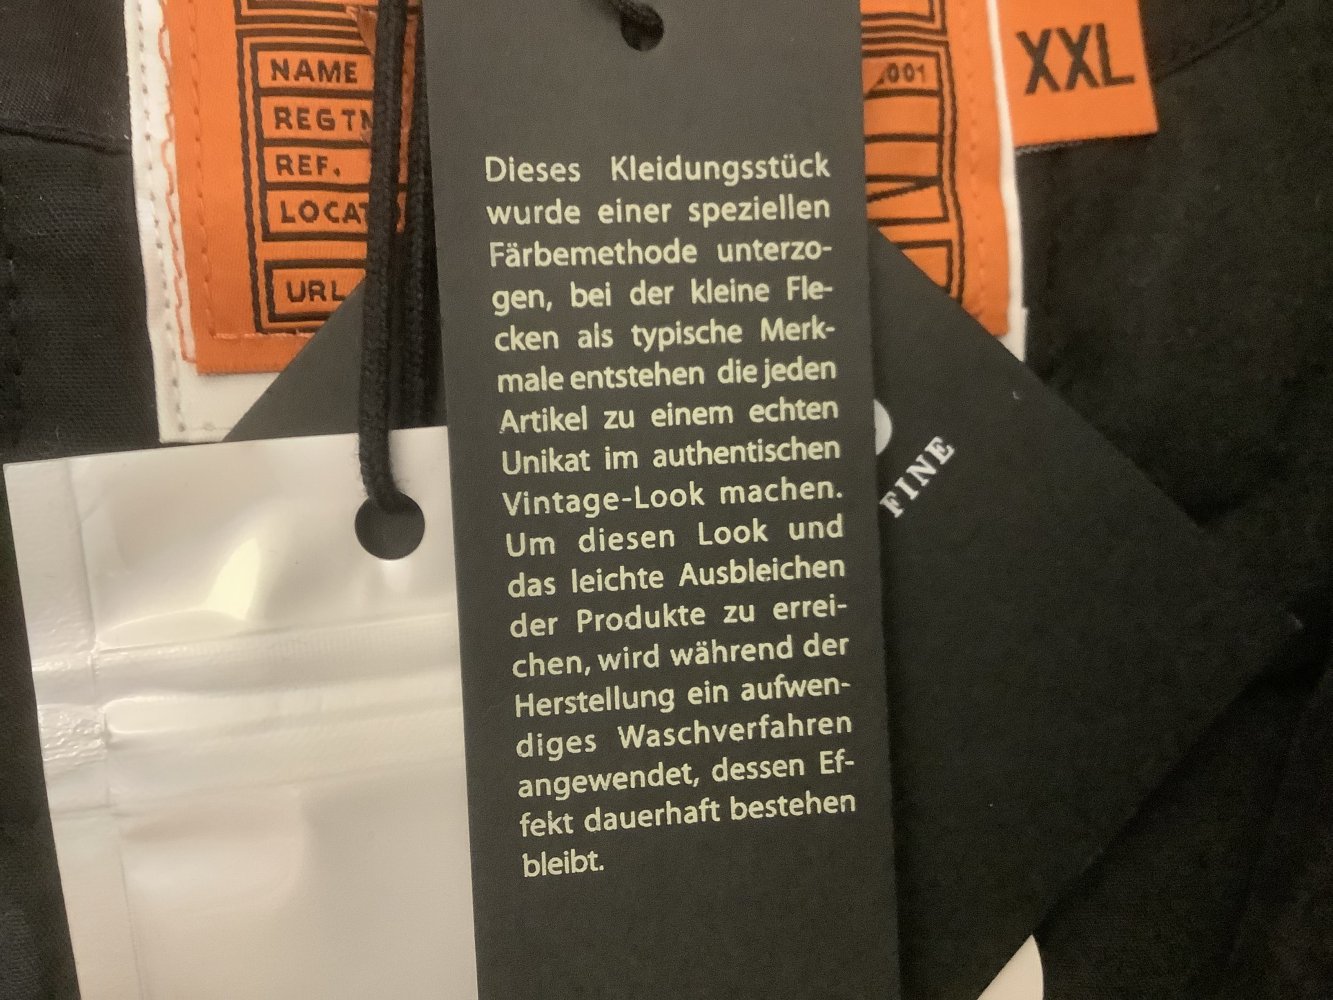 NAME
REGTN
REF.
LOCAT
URL
001
XXL
Dieses Kleidungsstück
wurde einer speziellen
Färbemethode unterzo-
gen, bei der kleine Fle-
cken als typische Merk-
male entstehen die jeden
Artikel zu einem echten
Unikat im authentischen
Vintage-Look machen.
Um diesen Look und
das leichte Ausbleichen
der Produkte zu errei-
chen, wird während der
Herstellung ein aufwen-
diges Waschverfahren
angewendet, dessen Ef-
fekt dauerhaft bestehen
bleibt.
FINE